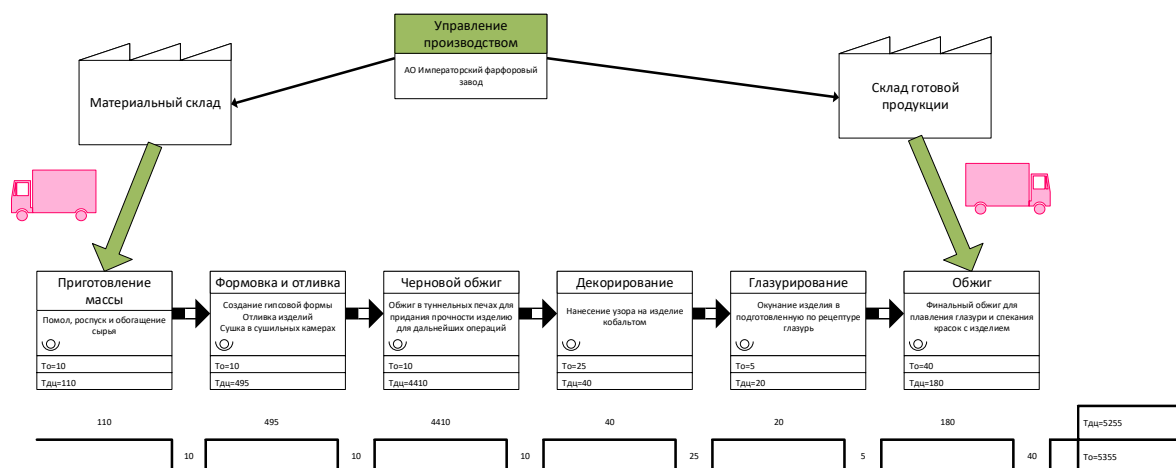 Управление
производством
АО Императорский фарфоровый
завод
Материальный склад
Склад готовой
продукции
Приготовление
массы
Помол, роспуск и обогащение
сырья
То=10
Тдц=110
Формовка и отливка
Создание гипсовой формы
Отливка изделий
Сушка в сушильных камерах
То=10
Тдц=495
Черновой обжиг
Обжиг в туннельных печах для
придания прочности изделию
для дальнейших операций
То=10
Тдц=4410
Декорирование
Нанесение узора на изделие
кобальтом
То=25
Тдц=40
Глазурирование
Окунание изделия в
подготовленную по рецептуре
глазурь
То=5
Тдц=20
Обжиг
Финальный обжиг для
плавления глазури и спекания
красок с изделием
То=40
Тдц=180
110 495 4410 40 20 180 Тдц=5255
10 10 10 25 5 40 То=5355